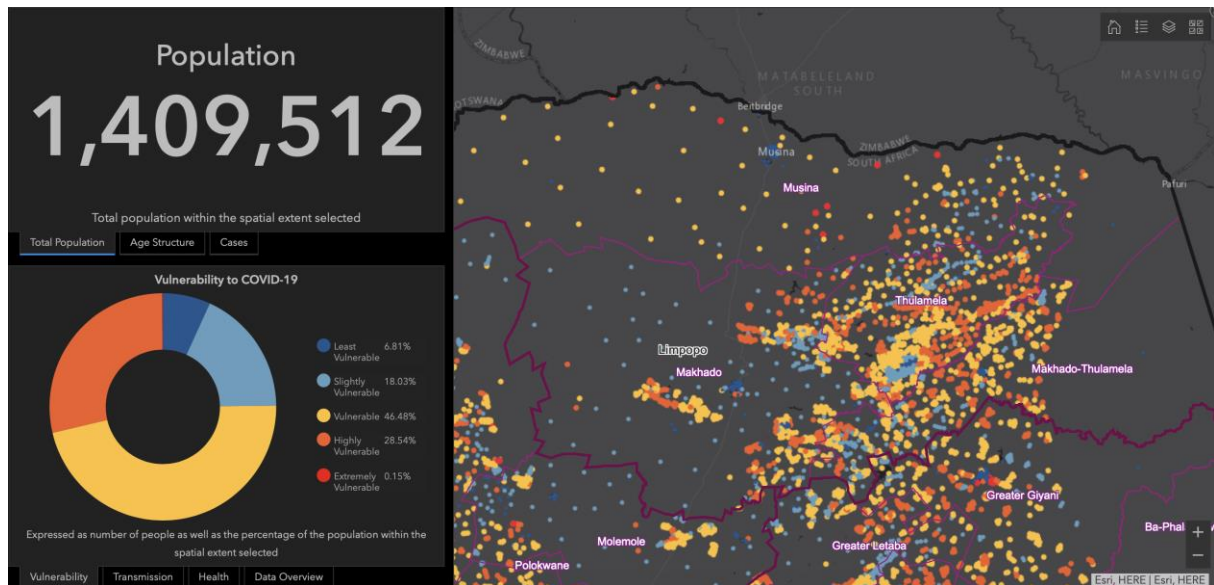 Population
1,409,512
Total population within the spatial extent selected
Total Population
Age Structure
Cases
Vulnerability to COVID-19
Least 6.81%
Vulnerable
Slightly 18.03%
Vulnerable
Vulnerable 46.48%
Highly 28.54%
Vulnerable
Extremely 0.15%
Vulnerable
Expressed as number of people as well as the percentage of the population within the
spatial extent selected
Vulnerability
Transmission
Health
Data Overview
ZIMBABWE
OTSWANA
MATABELELAND
SOUTH
MASVINGO
Beitbridge
Musina
ZIMBABWE
SOUTH AFRICA
Pafuri
Musina
Thulamela
Limpopo
Makhado
Makhado-Thulamela
Greater Giyani
Ba-Phal
Molemole
Greater Letaba
Polokwane
Esri, HERE | Esri, HERE